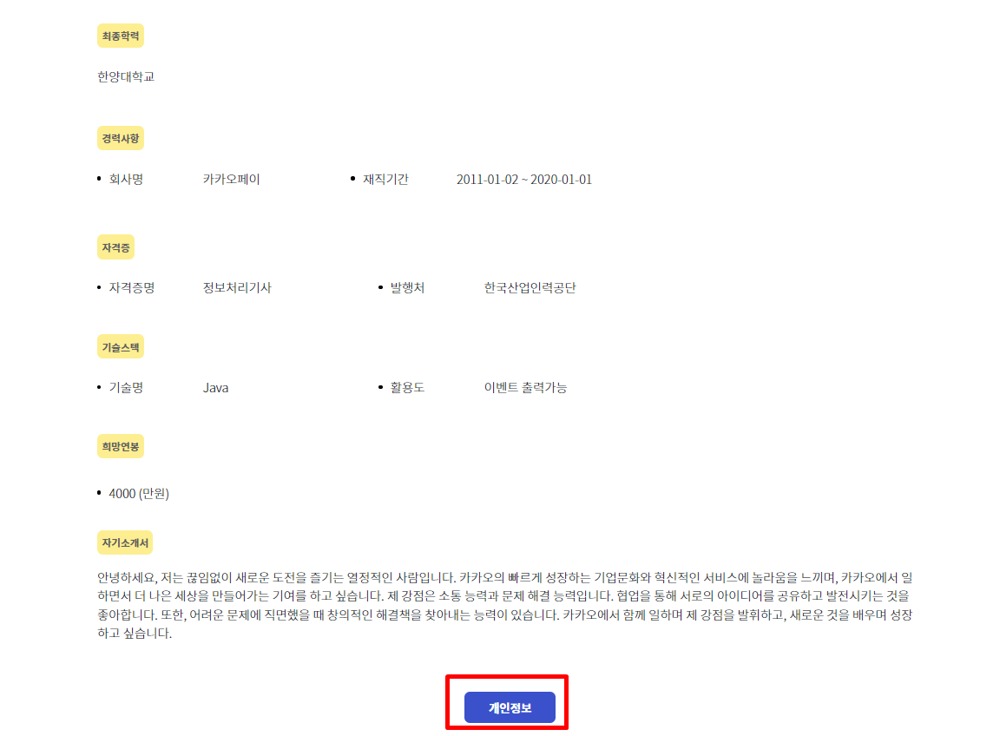 최종학력
한양대학교
경력사항
• 회사명 카카오페이 • 재직기간 2011-01-02 ~ 2020-01-01
자격증
• 자격증명 정보처리기사 • 발행처 한국산업인력공단
기술스텍
• 기술명 Java • 활용도 이벤트 출력가능
희망연봉
• 4000 (만원)
자기소개서
안녕하세요, 저는 끊임없이 새로운 도전을 즐기는 열정적인 사람입니다. 카카오의 빠르게 성장하는 기업문화와 혁신적인 서비스에 놀라움을 느끼며, 카카오에서 일
하면서 더 나은 세상을 만들어가는 기여를 하고 싶습니다. 제 강점은 소통 능력과 문제 해결 능력입니다. 협업을 통해 서로의 아이디어를 공유하고 발전시키는 것을
좋아합니다. 또한, 어려운 문제에 직면했을 때 창의적인 해결책을 찾아내는 능력이 있습니다. 카카오에서 함께 일하며 제 강점을 발휘하고, 새로운 것을 배우며 성장
하고 싶습니다.
개인정보